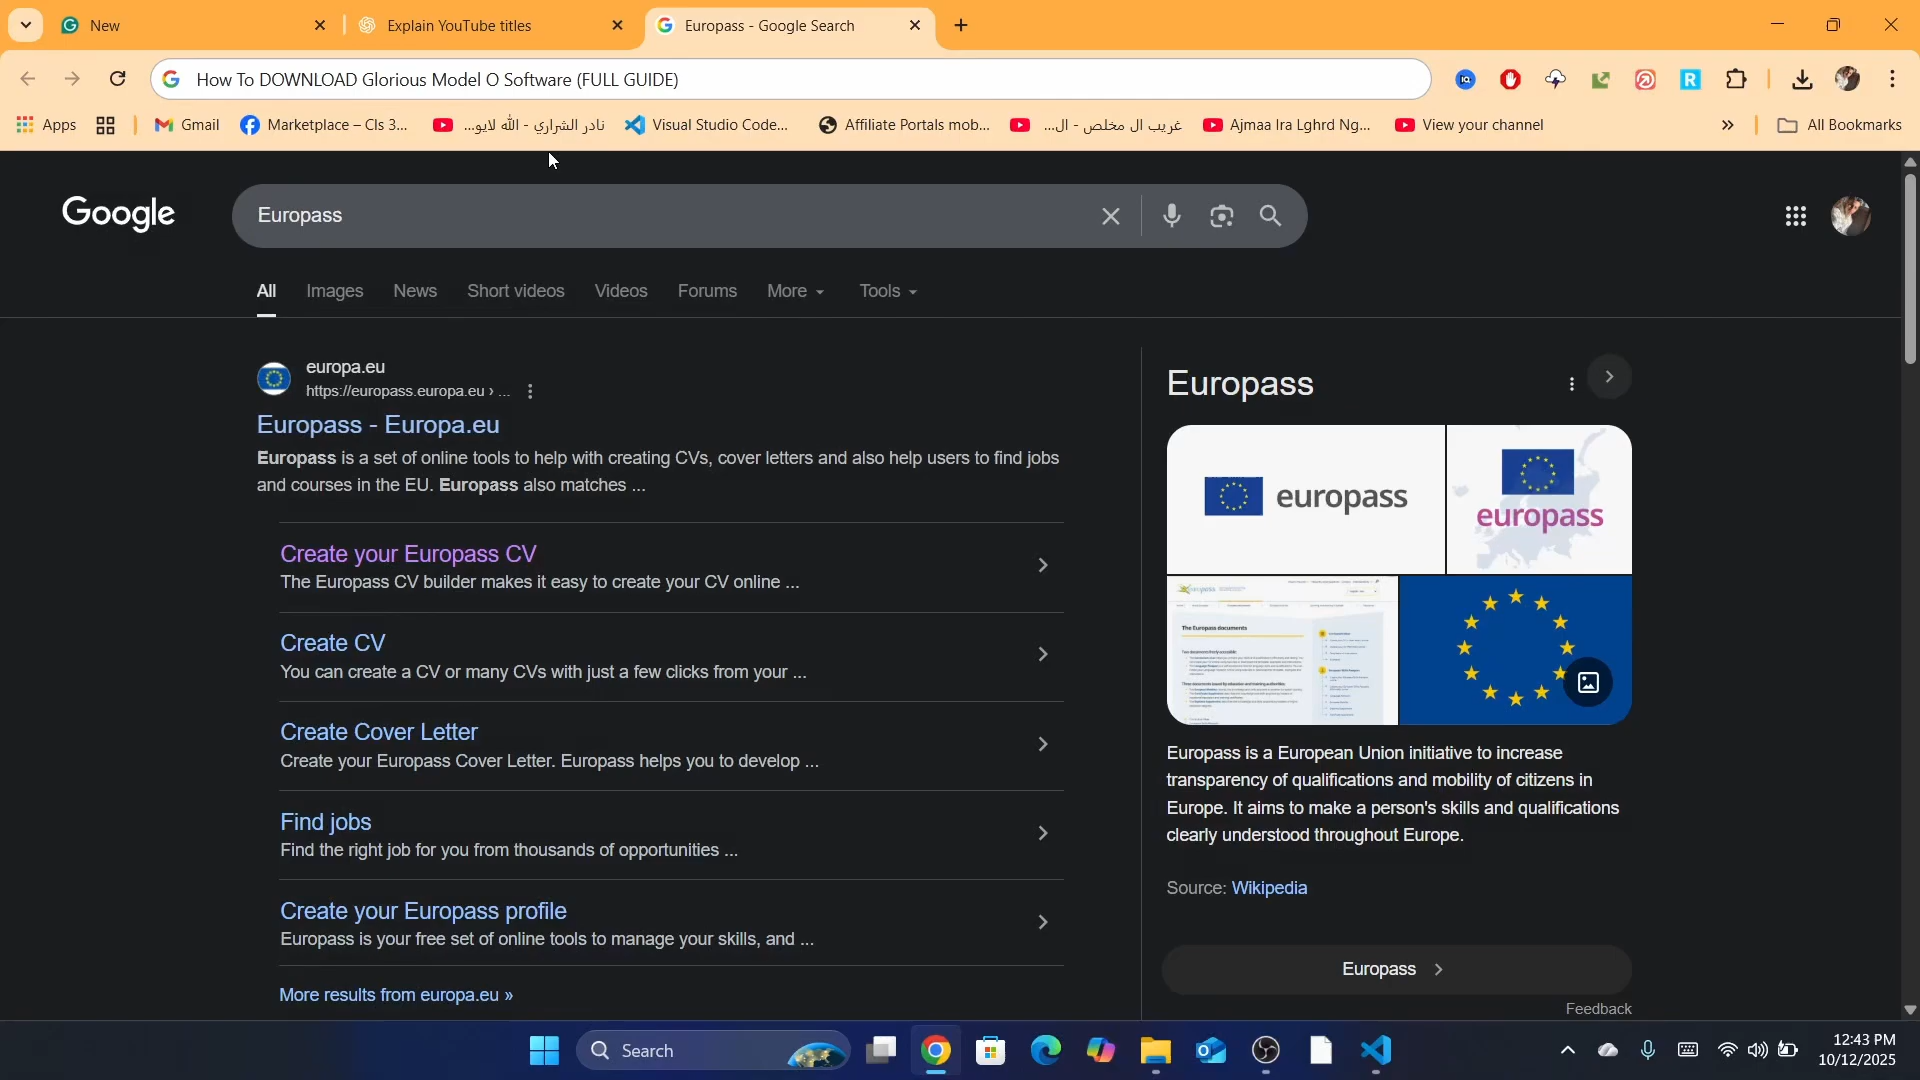 New
Explain YouTube titles
Europass - Google Search
How To DOWNLOAD Glorious Model O Software (FULL GUIDE)
Apps
Gmail
Marketplace – Cls 3...
نادر الشراري - الله لايو...
Visual Studio Code...
Affiliate Portals mob...
غريب ال مخلص - ال...
Ajmaa Ira Lghrd Ng...
View your channel
All Bookmarks
Google
Europass
All
Images
News
Short videos
Videos
Forums
More
Tools
europa.eu
https://europass.europa.eu › ...
Europass - Europa.eu
Europass is a set of online tools to help with creating CVs, cover letters and also help users to find jobs
and courses in the EU. Europass also matches ...
Create your Europass CV
The Europass CV builder makes it easy to create your CV online ...
Create CV
You can create a CV or many CVs with just a few clicks from your ...
Create Cover Letter
Create your Europass Cover Letter. Europass helps you to develop ...
Find jobs
Find the right job for you from thousands of opportunities ...
Create your Europass profile
Europass is your free set of online tools to manage your skills, and ...
More results from europa.eu »
Europass
europass
europass
europass
The Europass documents
Europass is a European Union initiative to increase
transparency of qualifications and mobility of citizens in
Europe. It aims to make a person's skills and qualifications
clearly understood throughout Europe.
Source: Wikipedia
Europass
Feedback
Search
12:43 PM
10/12/2025